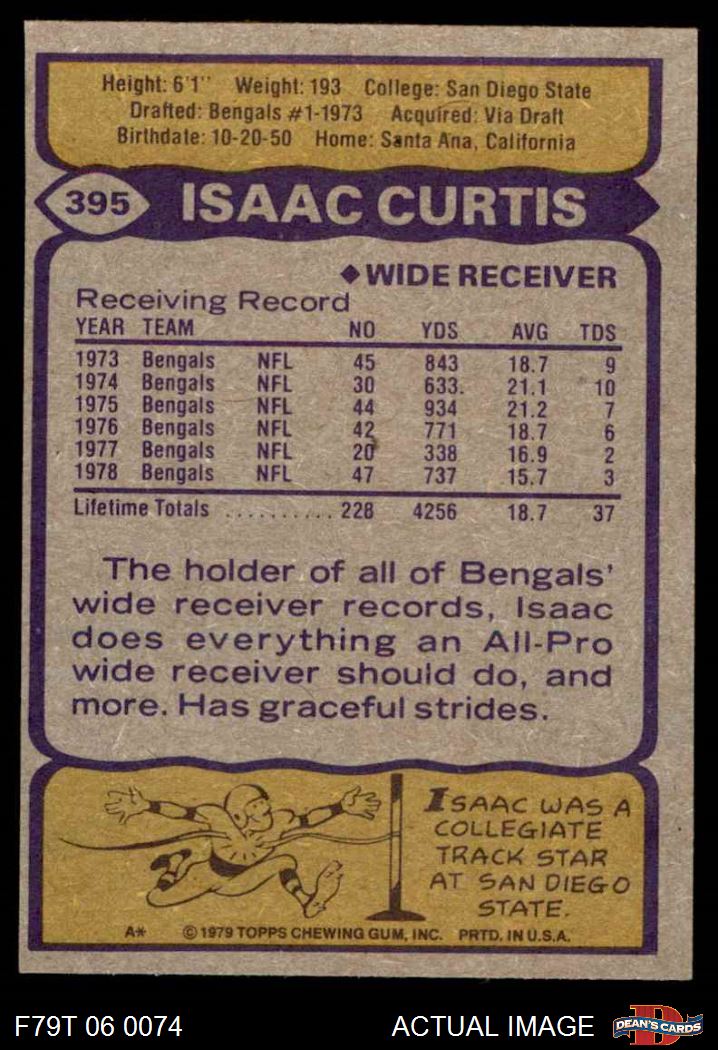 Height: 6'1'' Weight: 193 College: San Diego State
Drafted: Bengals #1-1973 Acquired: Via Draft
Birthdate: 10-20-50 Home: Santa Ana, California
395 ISAAC CURTIS
◆WIDE RECEIVER
Receiving Record
YEAR TEAM NO YDS AVG TDS
1973 Bengals NFL 45 843 18.7 9
1974 Bengals NFL 30 633. 21.1 10
1975 Bengals NFL 44 934 21.2 7
1976 Bengals NFL 42 771 18.7 6
1977 Bengals NFL 20 338 16.9 2
1978 Bengals NFL 47 737 15.7 3
Lifetime Totals .......... 228 4256 18.7 37
The holder of all of Bengals'
wide receiver records, Isaac
does everything an All-Pro
wide receiver should do, and
more. Has graceful strides.
ISAAC WAS A
COLLEGIATE
TRACK STAR
AT SAN DIEGO
STATE.
A* © 1979 TOPPS CHEWING GUM, INC. PRTD. IN U.S.A.
F79T 06 0074 ACTUAL IMAGE D DEAN'S CARDS